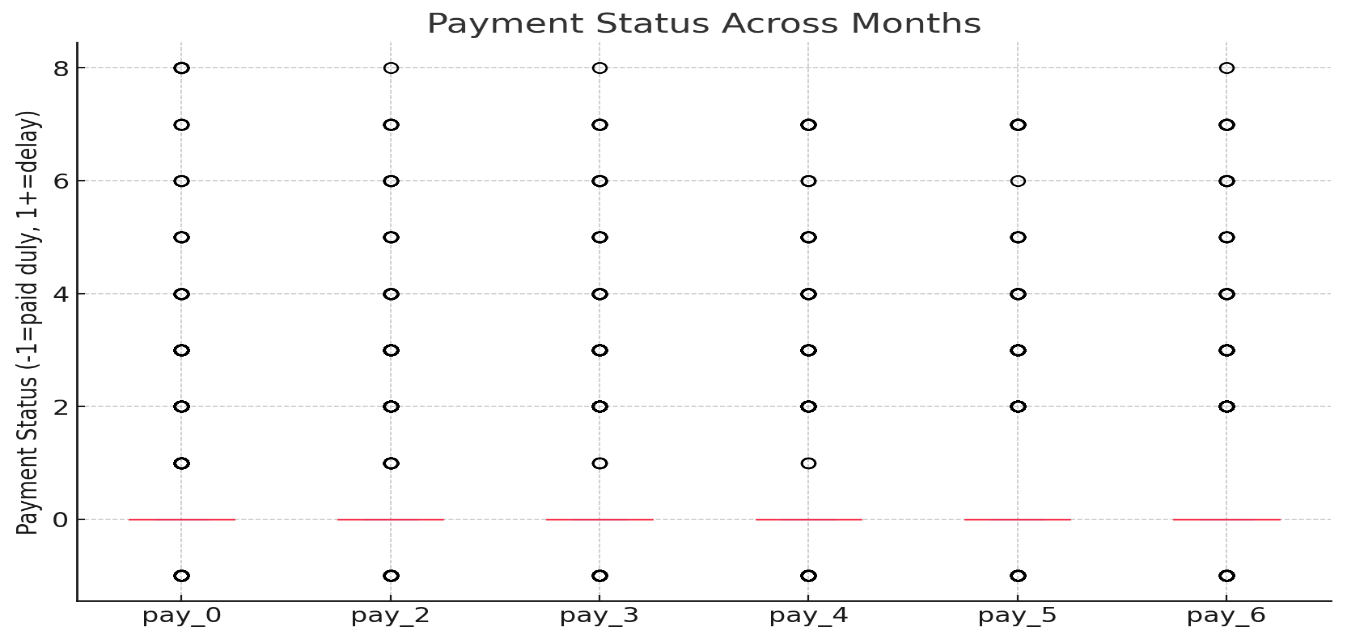 Payment Status Across Months
Payment Status (-1=paid duly, 1+=delay)
8
6
4
2
0
pay_0 pay_2 pay_3 pay_4 pay_5 pay_6